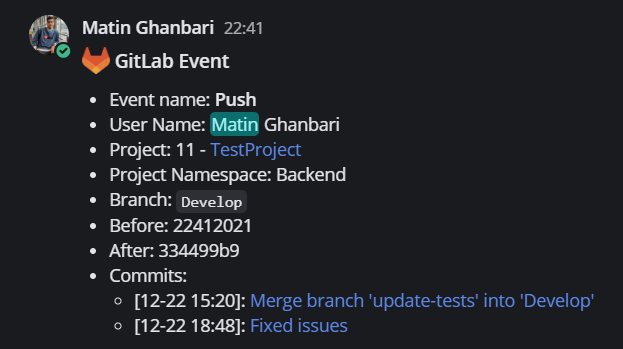 Matin Ghanbari 22:41
GitLab Event
Event name: Push
User Name: Matin Ghanbari
Project: 11 - TestProject
Project Namespace: Backend
Branch: Develop
Before: 22412021
After: 334499b9
Commits:
[12-22 15:20]: Merge branch 'update-tests' into 'Develop'
[12-22 18:48]: Fixed issues